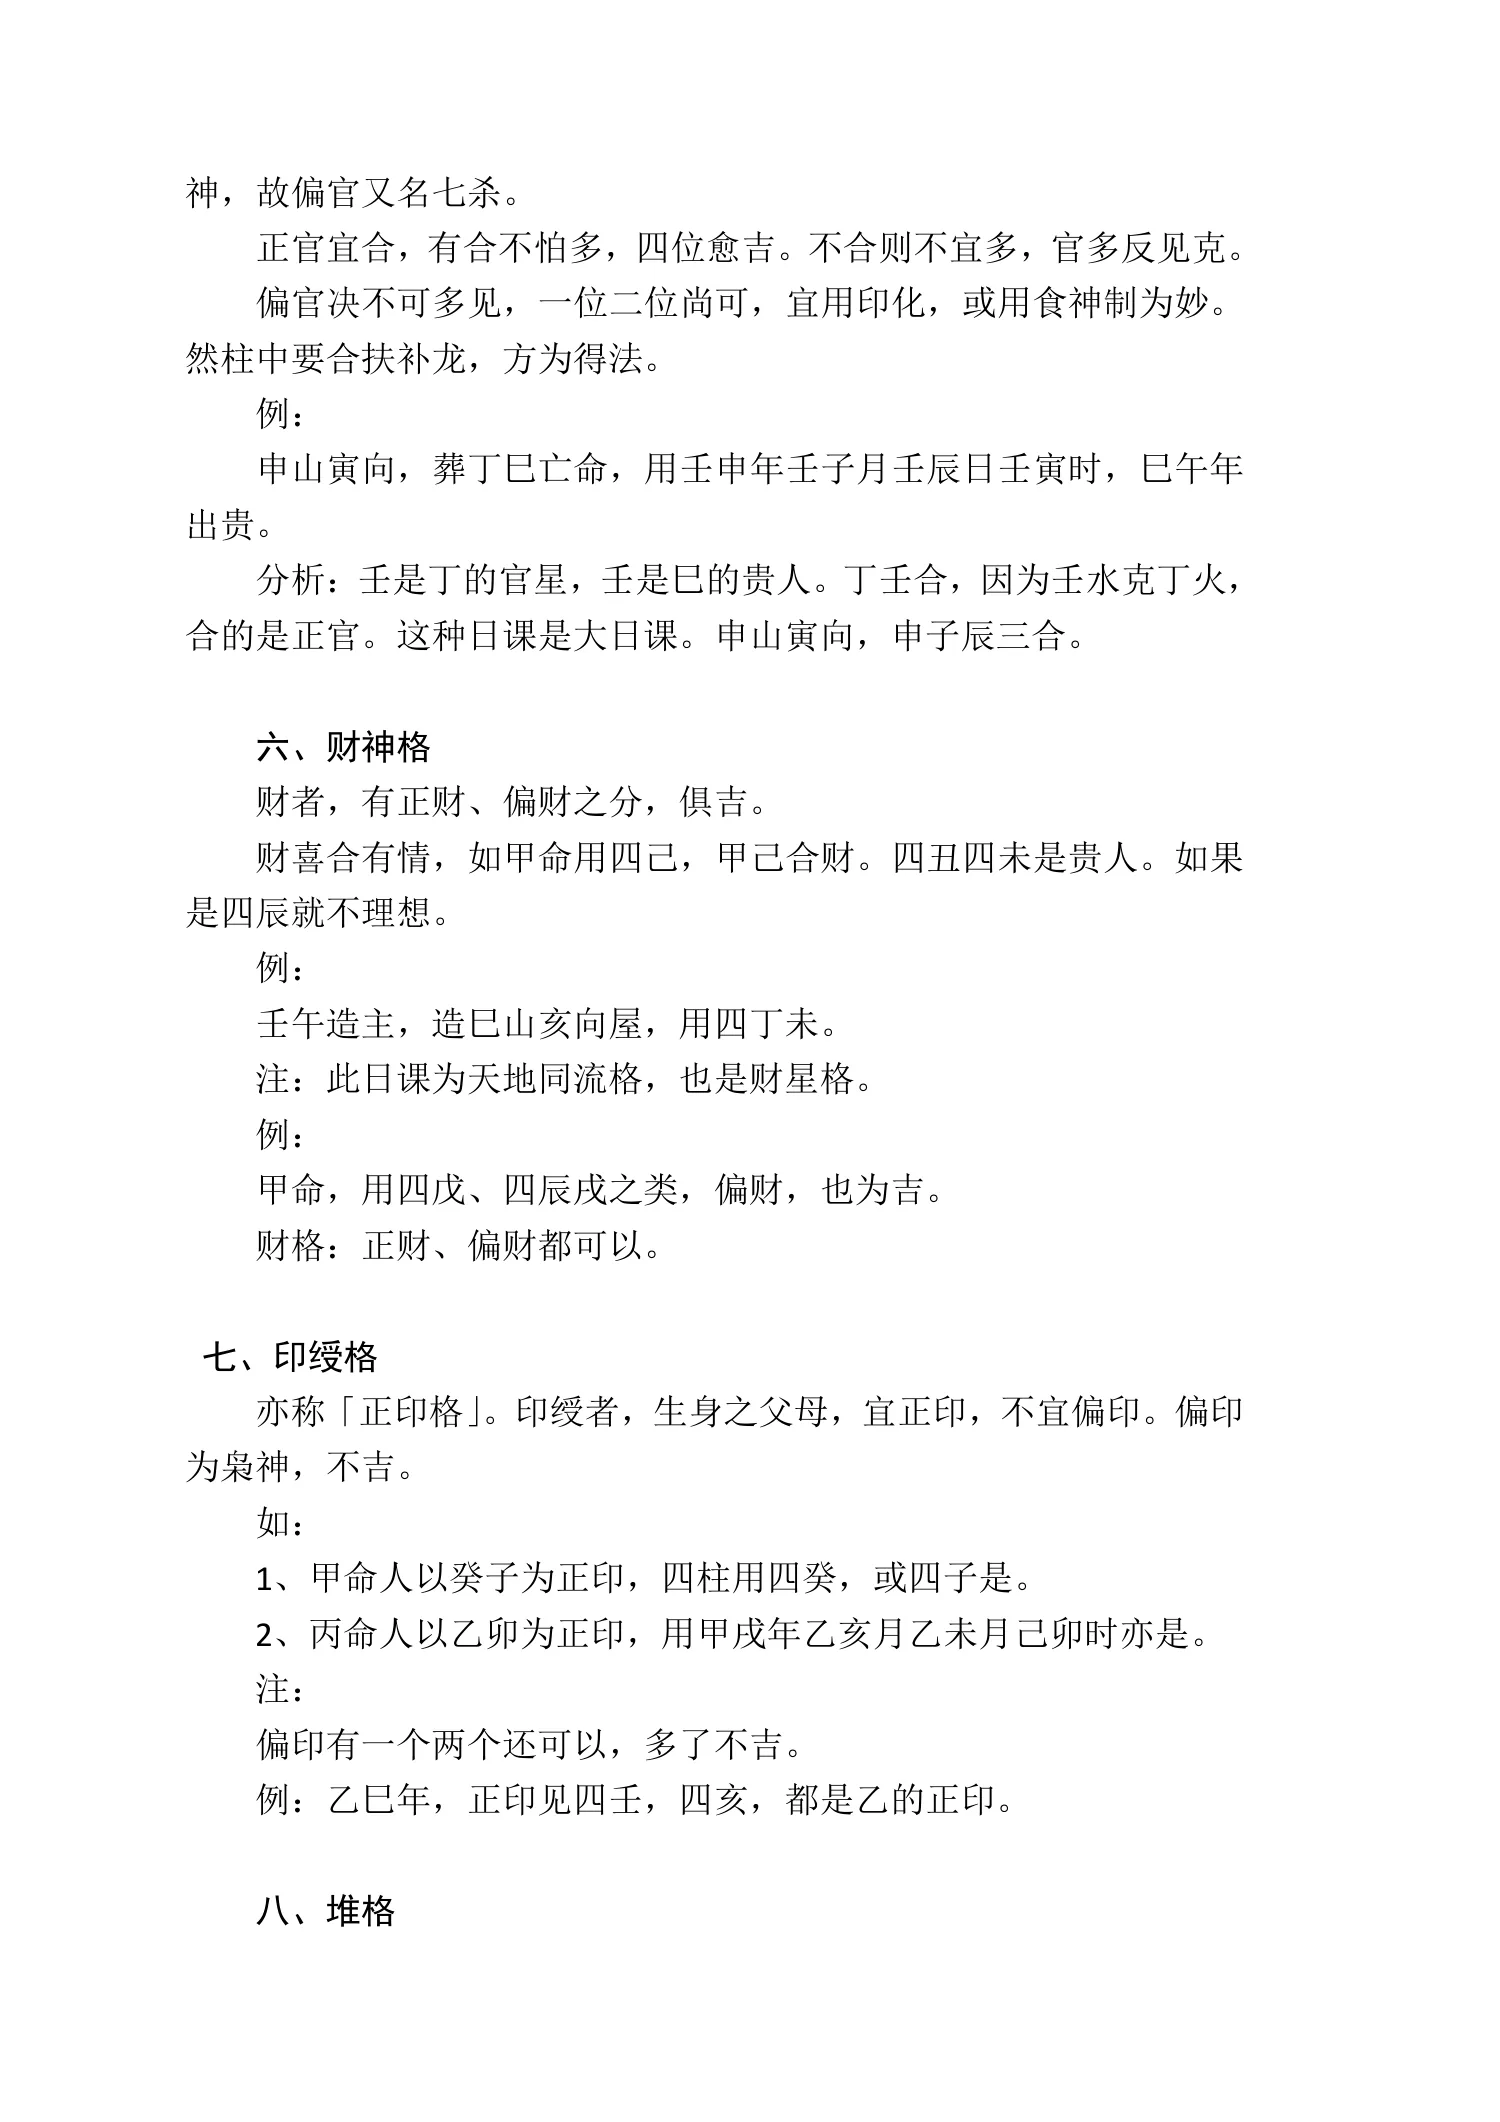 神，故偏官又名七杀。
正官宜合，有合不怕多，四位愈吉。不合则不宜多，官多反见克。
偏官决不可多见，一位二位尚可，宜用印化，或用食神制为妙。
然柱中要合扶补龙，方为得法。
例：
申山寅向，葬丁巳亡命，用壬申年壬子月壬辰日壬寅时，巳午年
出贵。
分析：壬是丁的官星，壬是巳的贵人。丁壬合，因为壬水克丁火，
合的是正官。这种日课是大日课。申山寅向，申子辰三合。
六、财神格
财者，有正财、偏财之分，俱吉。
财喜合有情，如甲命用四己，甲己合财。四丑四未是贵人。如果
是四辰就不理想。
例：
壬午造主，造巳山亥向屋，用四丁未。
注：此日课为天地同流格，也是财星格。
例：
甲命，用四戊、四辰戌之类，偏财，也为吉。
财格：正财、偏财都可以。
七、印绶格
亦称「正印格」。印绶者，生身之父母，宜正印，不宜偏印。偏印
为枭神，不吉。
如：
1、甲命人以癸子为正印，四柱用四癸，或四子是。
2、丙命人以乙卯为正印，用甲戌年乙亥月乙未月己卯时亦是。
注：
偏印有一个两个还可以，多了不吉。
例：乙巳年，正印见四壬，四亥，都是乙的正印。
八、堆格